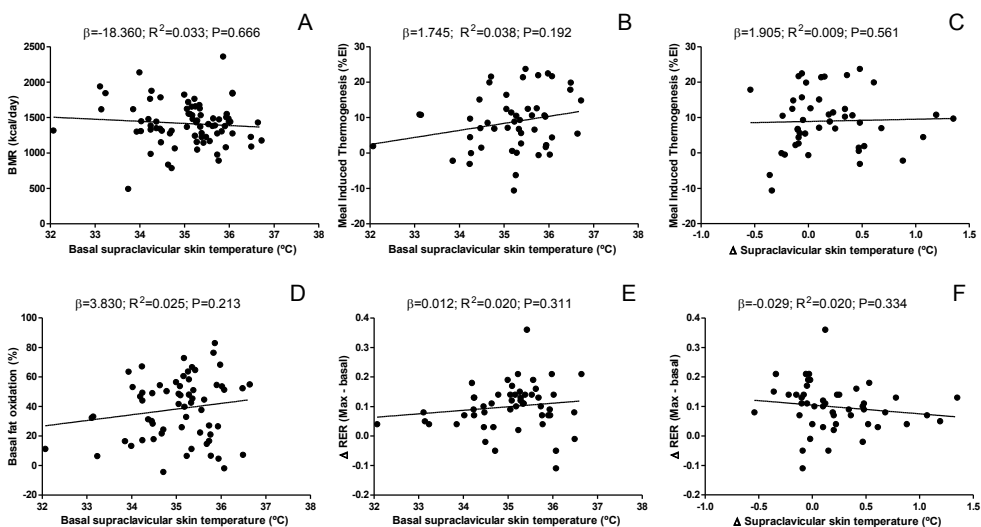 A
β=-18.360; R²=0.033; P=0.666
BMR (kcal/day)
2500
2000
1500
1000
500
0
32 33 34 35 36 37 38
Basal supraclavicular skin temperature (ºC)
B
β=1.745; R²=0.038; P=0.192
Meal Induced Thermogenesis (%EI)
30
20
10
0
-10
-20
32 33 34 35 36 37 38
Basal supraclavicular skin temperature (ºC)
C
β=1.905; R²=0.009; P=0.561
Meal Induced Thermogenesis (%EI)
30
20
10
0
-10
-20
-1.0 -0.5 0.0 0.5 1.0 1.5
Δ Supraclavicular skin temperature (ºC)
D
β=3.830; R²=0.025; P=0.213
Basal fat oxidation (%)
100
80
60
40
20
0
-20
32 33 34 35 36 37 38
Basal supraclavicular skin temperature (ºC)
E
β=0.012; R²=0.020; P=0.311
Δ RER (Max - basal)
0.4
0.3
0.2
0.1
0.0
-0.1
-0.2
32 33 34 35 36 37 38
Basal supraclavicular skin temperature (ºC)
F
β=-0.029; R²=0.020; P=0.334
Δ RER (Max - basal)
0.4
0.3
0.2
0.1
0.0
-0.1
-0.2
-1.0 -0.5 0.0 0.5 1.0 1.5
Δ Supraclavicular skin temperature (ºC)